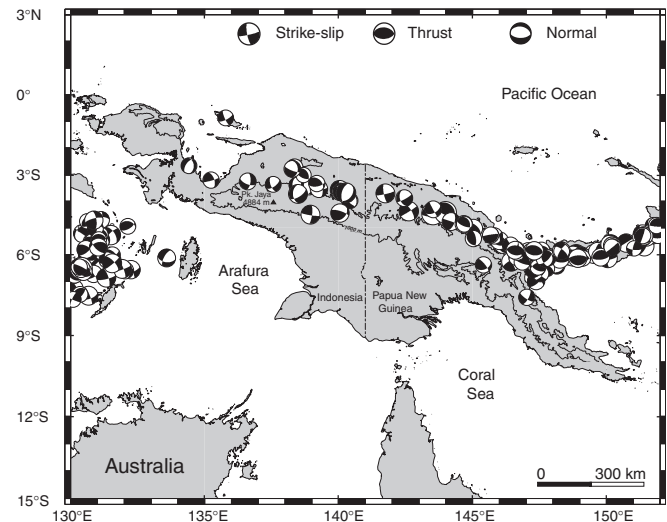 3°N
Strike-slip
Thrust
Normal
Pacific Ocean
0°
3°S
Pk. Jaya
4884 m
6°S
Arafura
Sea
Indonesia
Papua New
Guinea
9°S
Coral
Sea
12°S
Australia
0
300 km
15°S
130°E
135°E
140°E
145°E
150°E